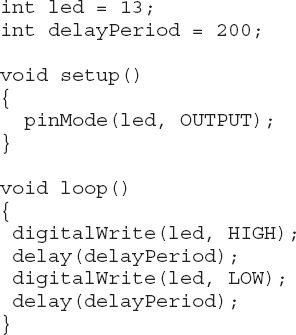 int led = 13;
int delayPeriod = 200;

void setup()
{
  pinMode(led, OUTPUT);
}

void loop()
{
 digitalWrite(led, HIGH);
 delay(delayPeriod);
 digitalWrite(led, LOW);
 delay(delayPeriod);
}